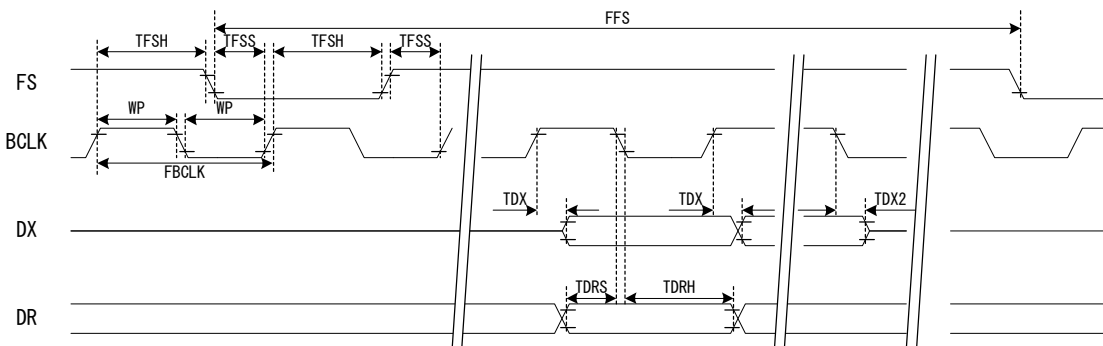 FFS
TFSH TFSS TFSH TFSS
FS
WP WP
BCLK
FBCLK
TDX TDX TDX2
DX
TDRS TDRH
DR